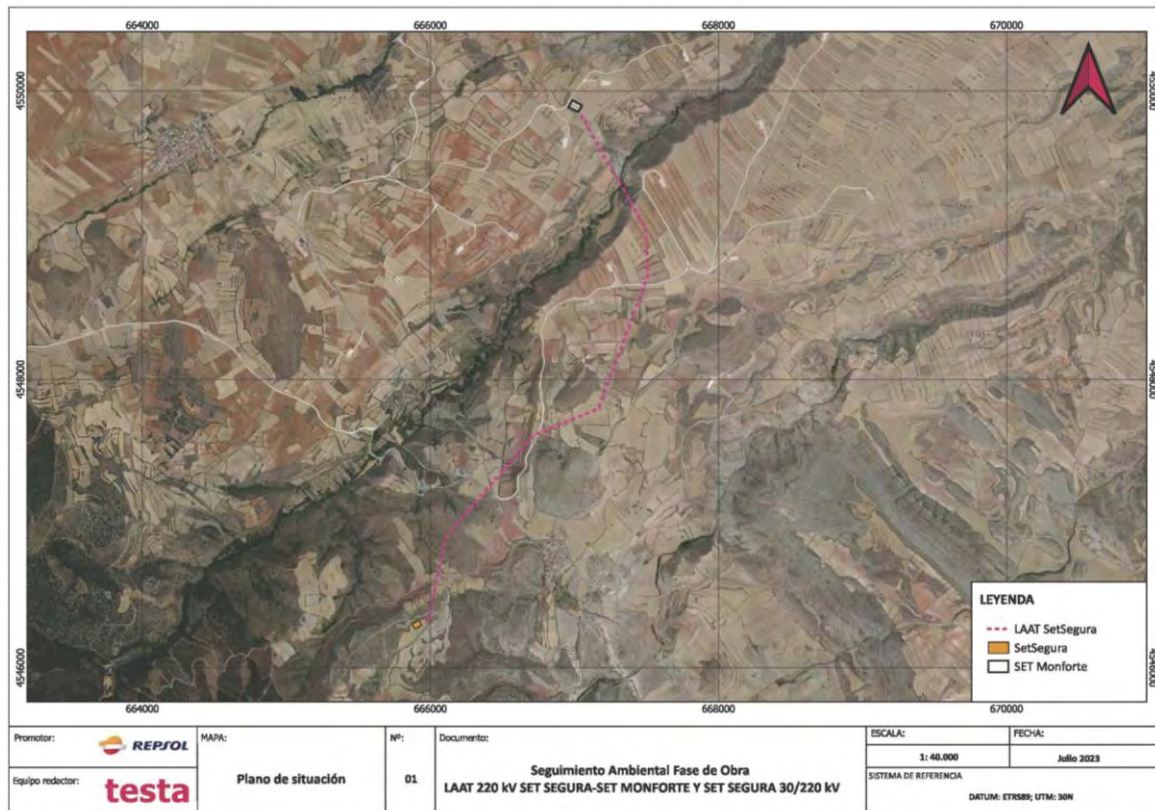 664000 666000 668000 670000
4550000 4550000
4548000 4548000
4546000 4546000
LEYENDA
LAAT SetSegura
SetSegura
SET Monforte
664000 666000 668000 670000
Promotor:
REPSOL
Equipo redactor:
testa
MAPA:
Plano de situación
Nº:
01
Documento:
Seguimiento Ambiental Fase de Obra
LAAT 220 kV SET SEGURA-SET MONFORTE Y SET SEGURA 30/220 kV
ESCALA:
1: 40.000
FECHA:
Julio 2023
SISTEMA DE REFERENCIA
DATUM: ETRS89; UTM: 30N